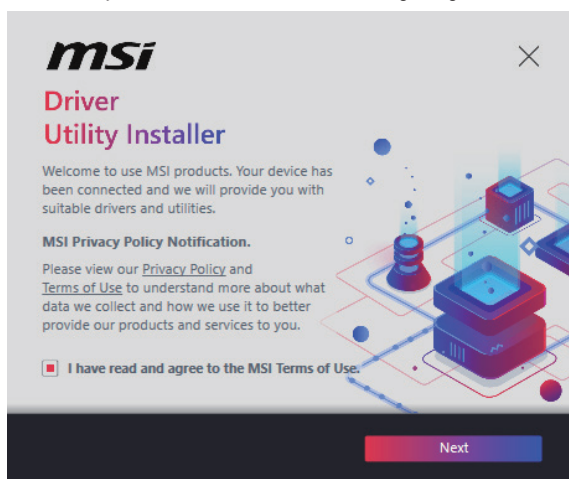 msi
Driver
Utility Installer
Welcome to use MSI products. Your device has
been connected and we will provide you with
suitable drivers and utilities.
MSI Privacy Policy Notification.
Please view our Privacy Policy and
Terms of Use to understand more about what
data we collect and how we use it to better
provide our products and services to you.
I have read and agree to the MSI Terms of Use.
Next